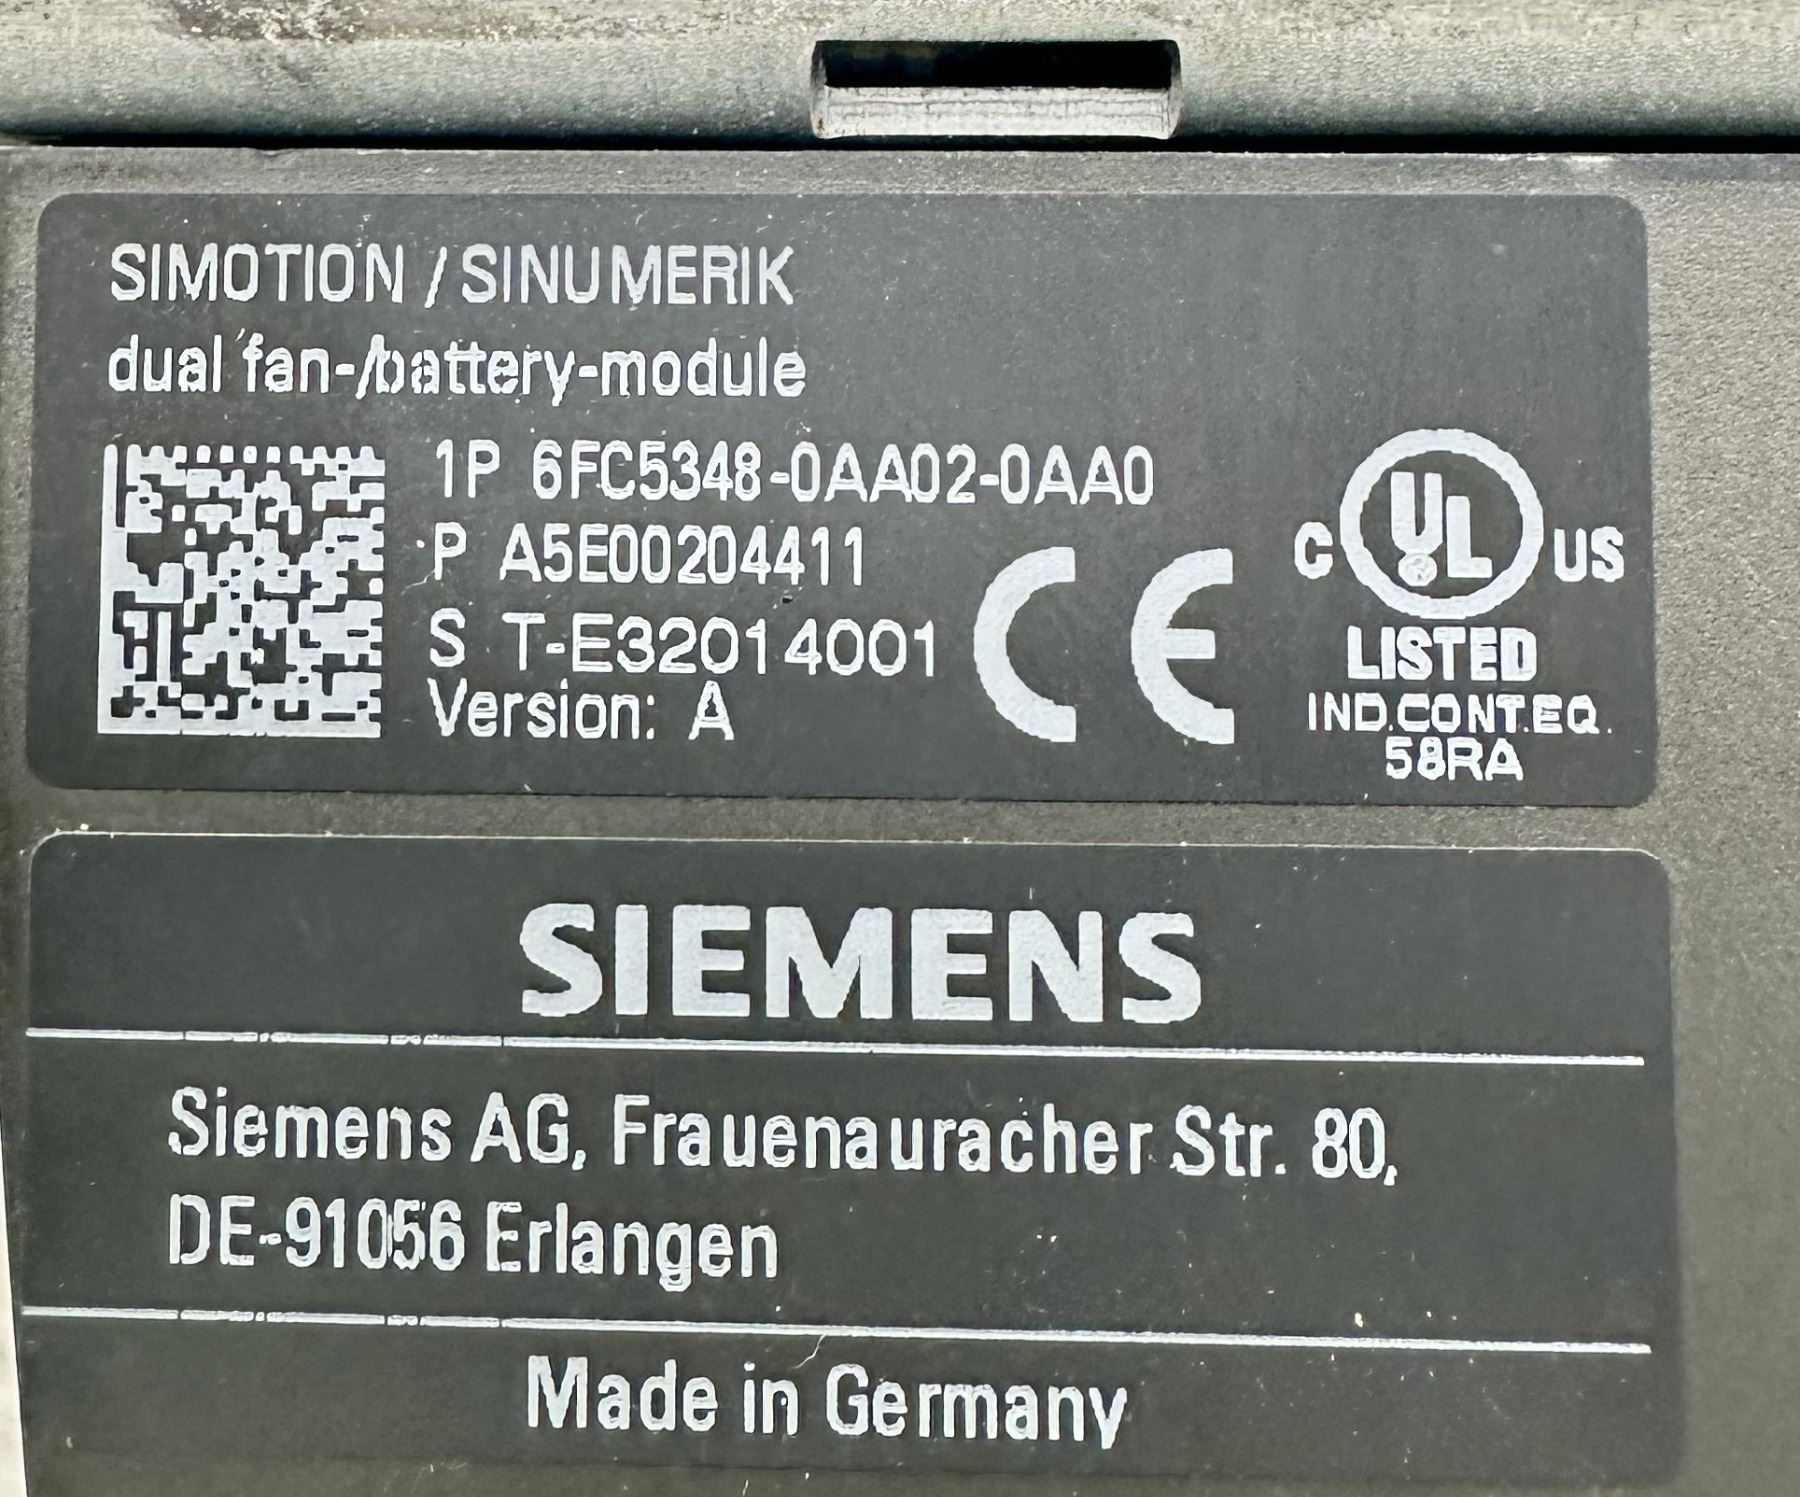 SIMOTION / SINUMERIK
dual fan-/battery-module
1P 6FC5348-0AA02-0AA0
P A5E00204411
S T-E32014001
Version: A
CE
C UL US
LISTED
IND.CONT.EQ.
58RA
SIEMENS
Siemens AG, Frauenauracher Str. 80,
DE-91056 Erlangen
Made in Germany